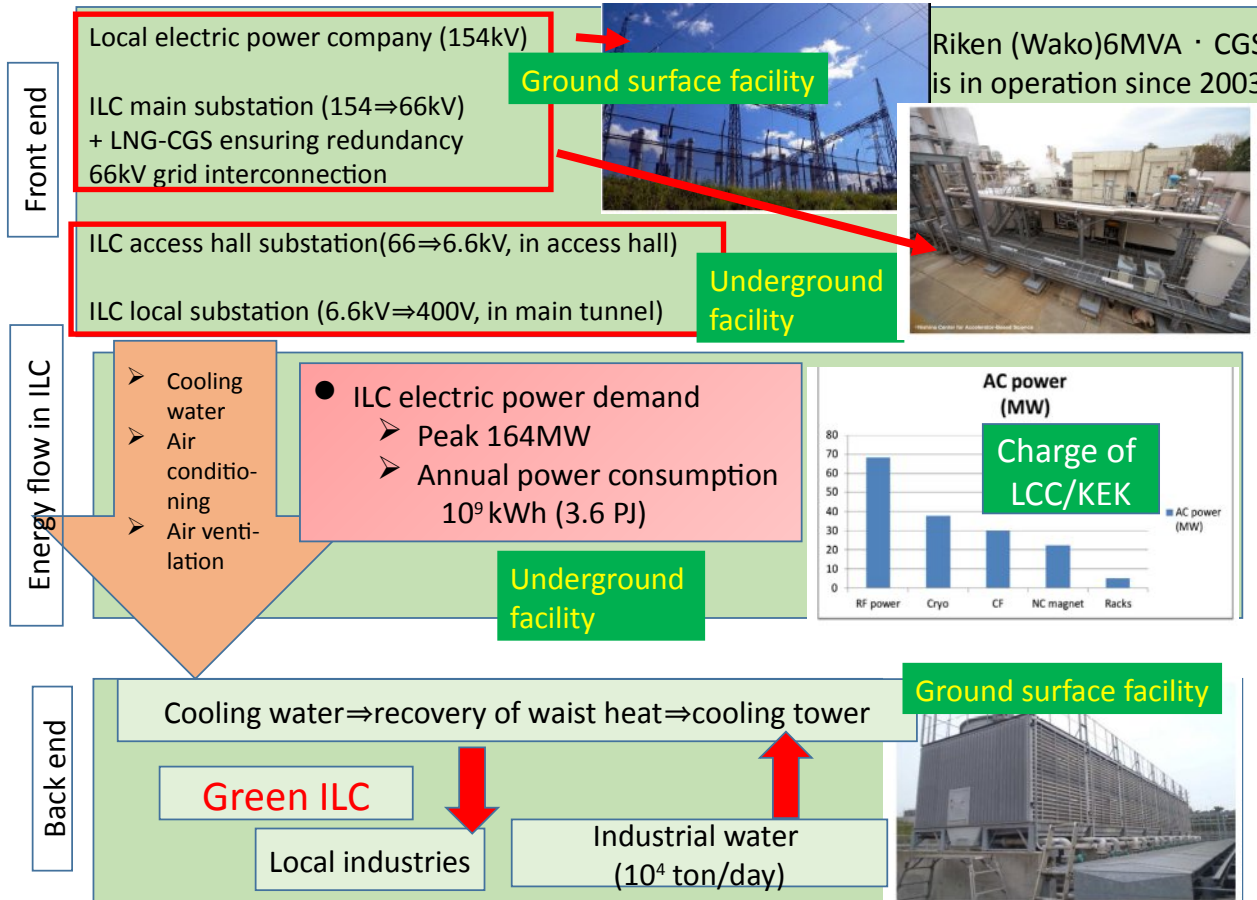 Front end
Local electric power company (154kV)
ILC main substation (154⇒66kV)
+ LNG-CGS ensuring redundancy
66kV grid interconnection
Ground surface facility
Riken (Wako)6MVA・CGS
is in operation since 2003
ILC access hall substation(66⇒6.6kV, in access hall)
ILC local substation (6.6kV⇒400V, in main tunnel)
Underground
facility
Energy flow in ILC
➢ Cooling
water
➢ Air
conditio-
ning
➢ Air venti-
lation
● ILC electric power demand
➢ Peak 164MW
➢ Annual power consumption
10⁹ kWh (3.6 PJ)
Underground
facility
AC power
(MW)
80
70
60
50
40
30
20
10
0
RF power Cryo CF NC magnet Racks
AC power
(MW)
Charge of
LCC/KEK
Back end
Cooling water⇒recovery of waist heat⇒cooling tower
Ground surface facility
Green ILC
Local industries
Industrial water
(10⁴ ton/day)